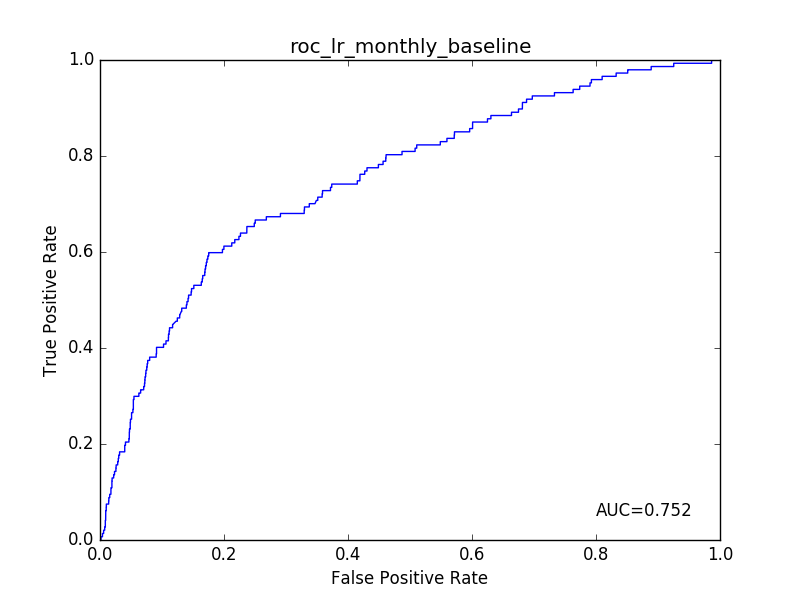 roc_lr_monthly_baseline
1.0
0.8
0.6
0.4
0.2
0.0
True Positive Rate
AUC=0.752
0.0 0.2 0.4 0.6 0.8 1.0
False Positive Rate